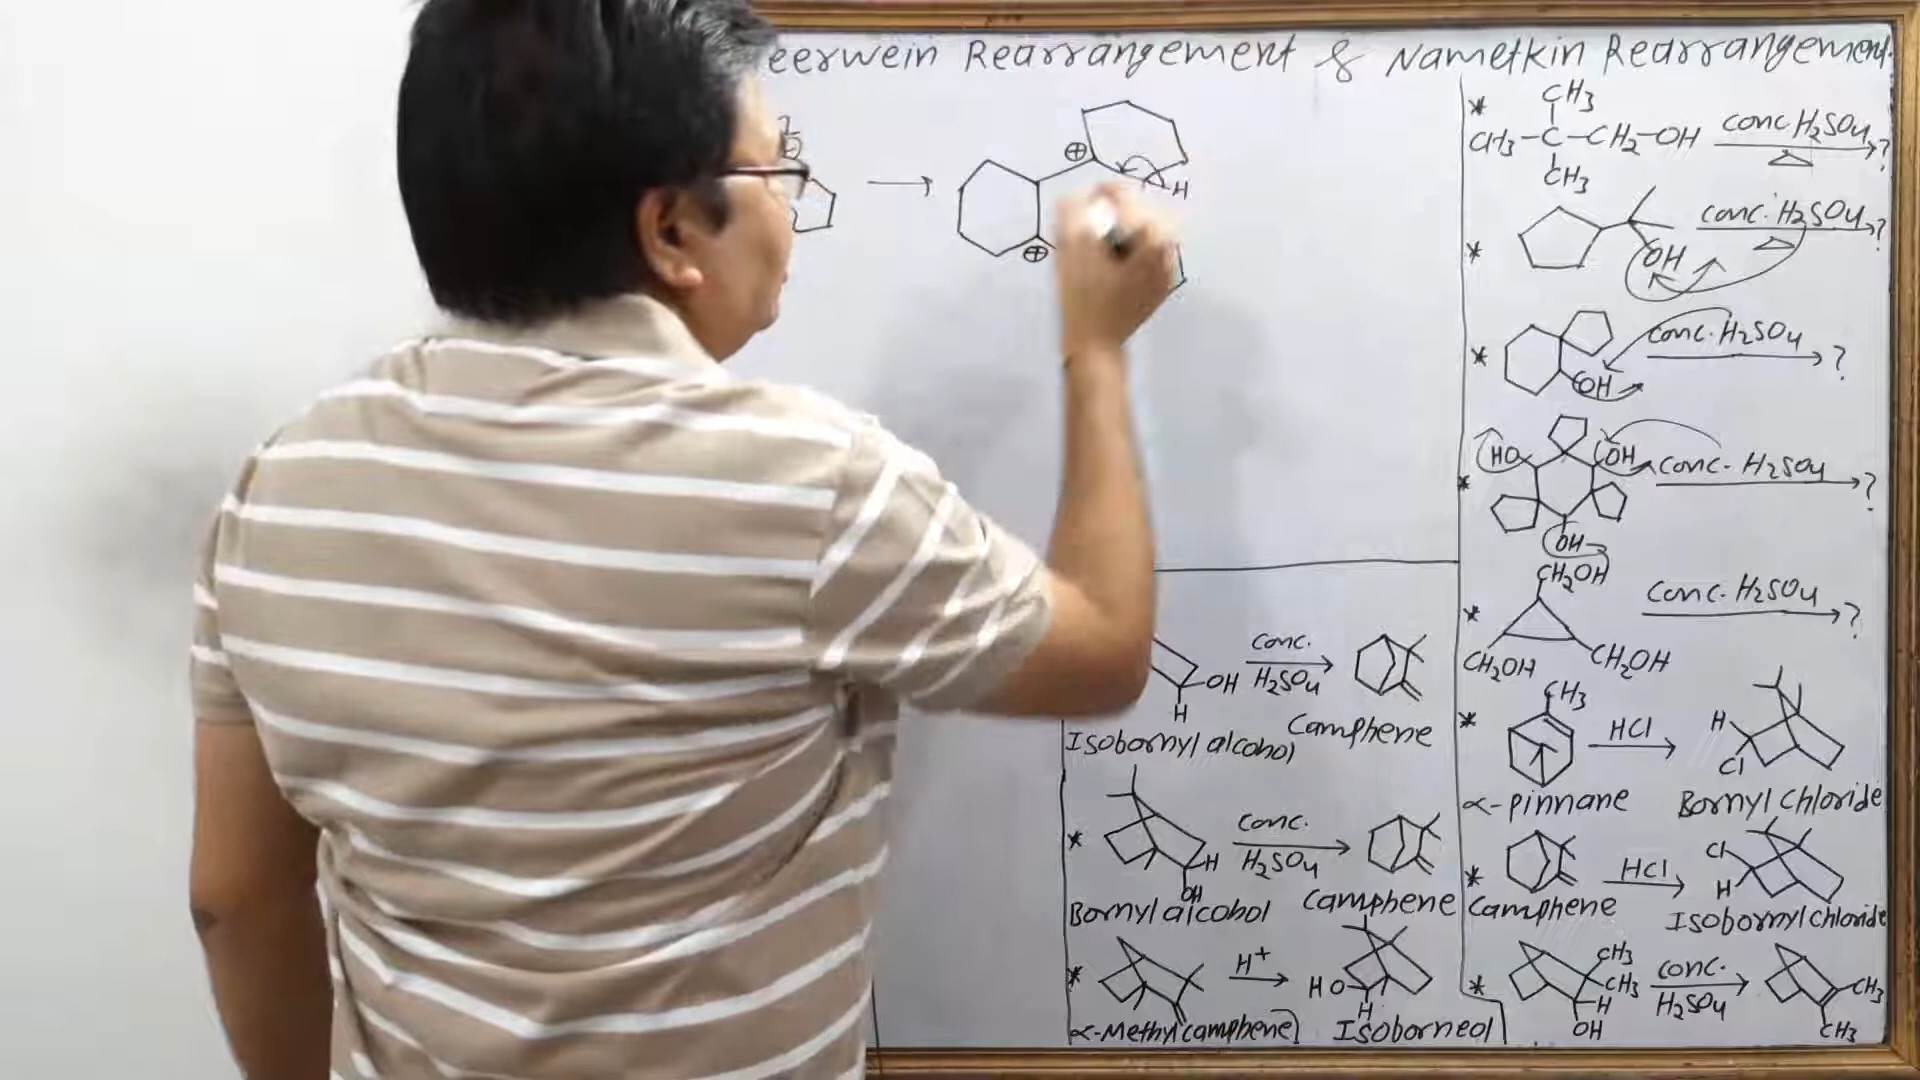 eerwein Rearrangement & Nametkin Rearrangement
⊕
H
⊕
* CH3
CH3-C-CH2-OH conc H2SO4 ?
CH3 △
* OH conc. H2SO4 ?
△
* OH conc. H2SO4 ?
* HO OH conc. H2SO4 ?
OH
* CH2OH conc. H2SO4 ?
CH2OH CH2OH
* CH3 HCl H
Cl
α-pinnane Bornyl chloride
* HCl Cl
H
Camphene Isobornyl chloride
* CH3
CH3 conc.
H H2SO4 CH3
OH CH3
OH conc.
H2SO4
H
Isobornyl alcohol Camphene
* H conc.
H2SO4
OH
Bornyl alcohol Camphene
* H+ HO
H
α-Methylcamphene Isoborneol